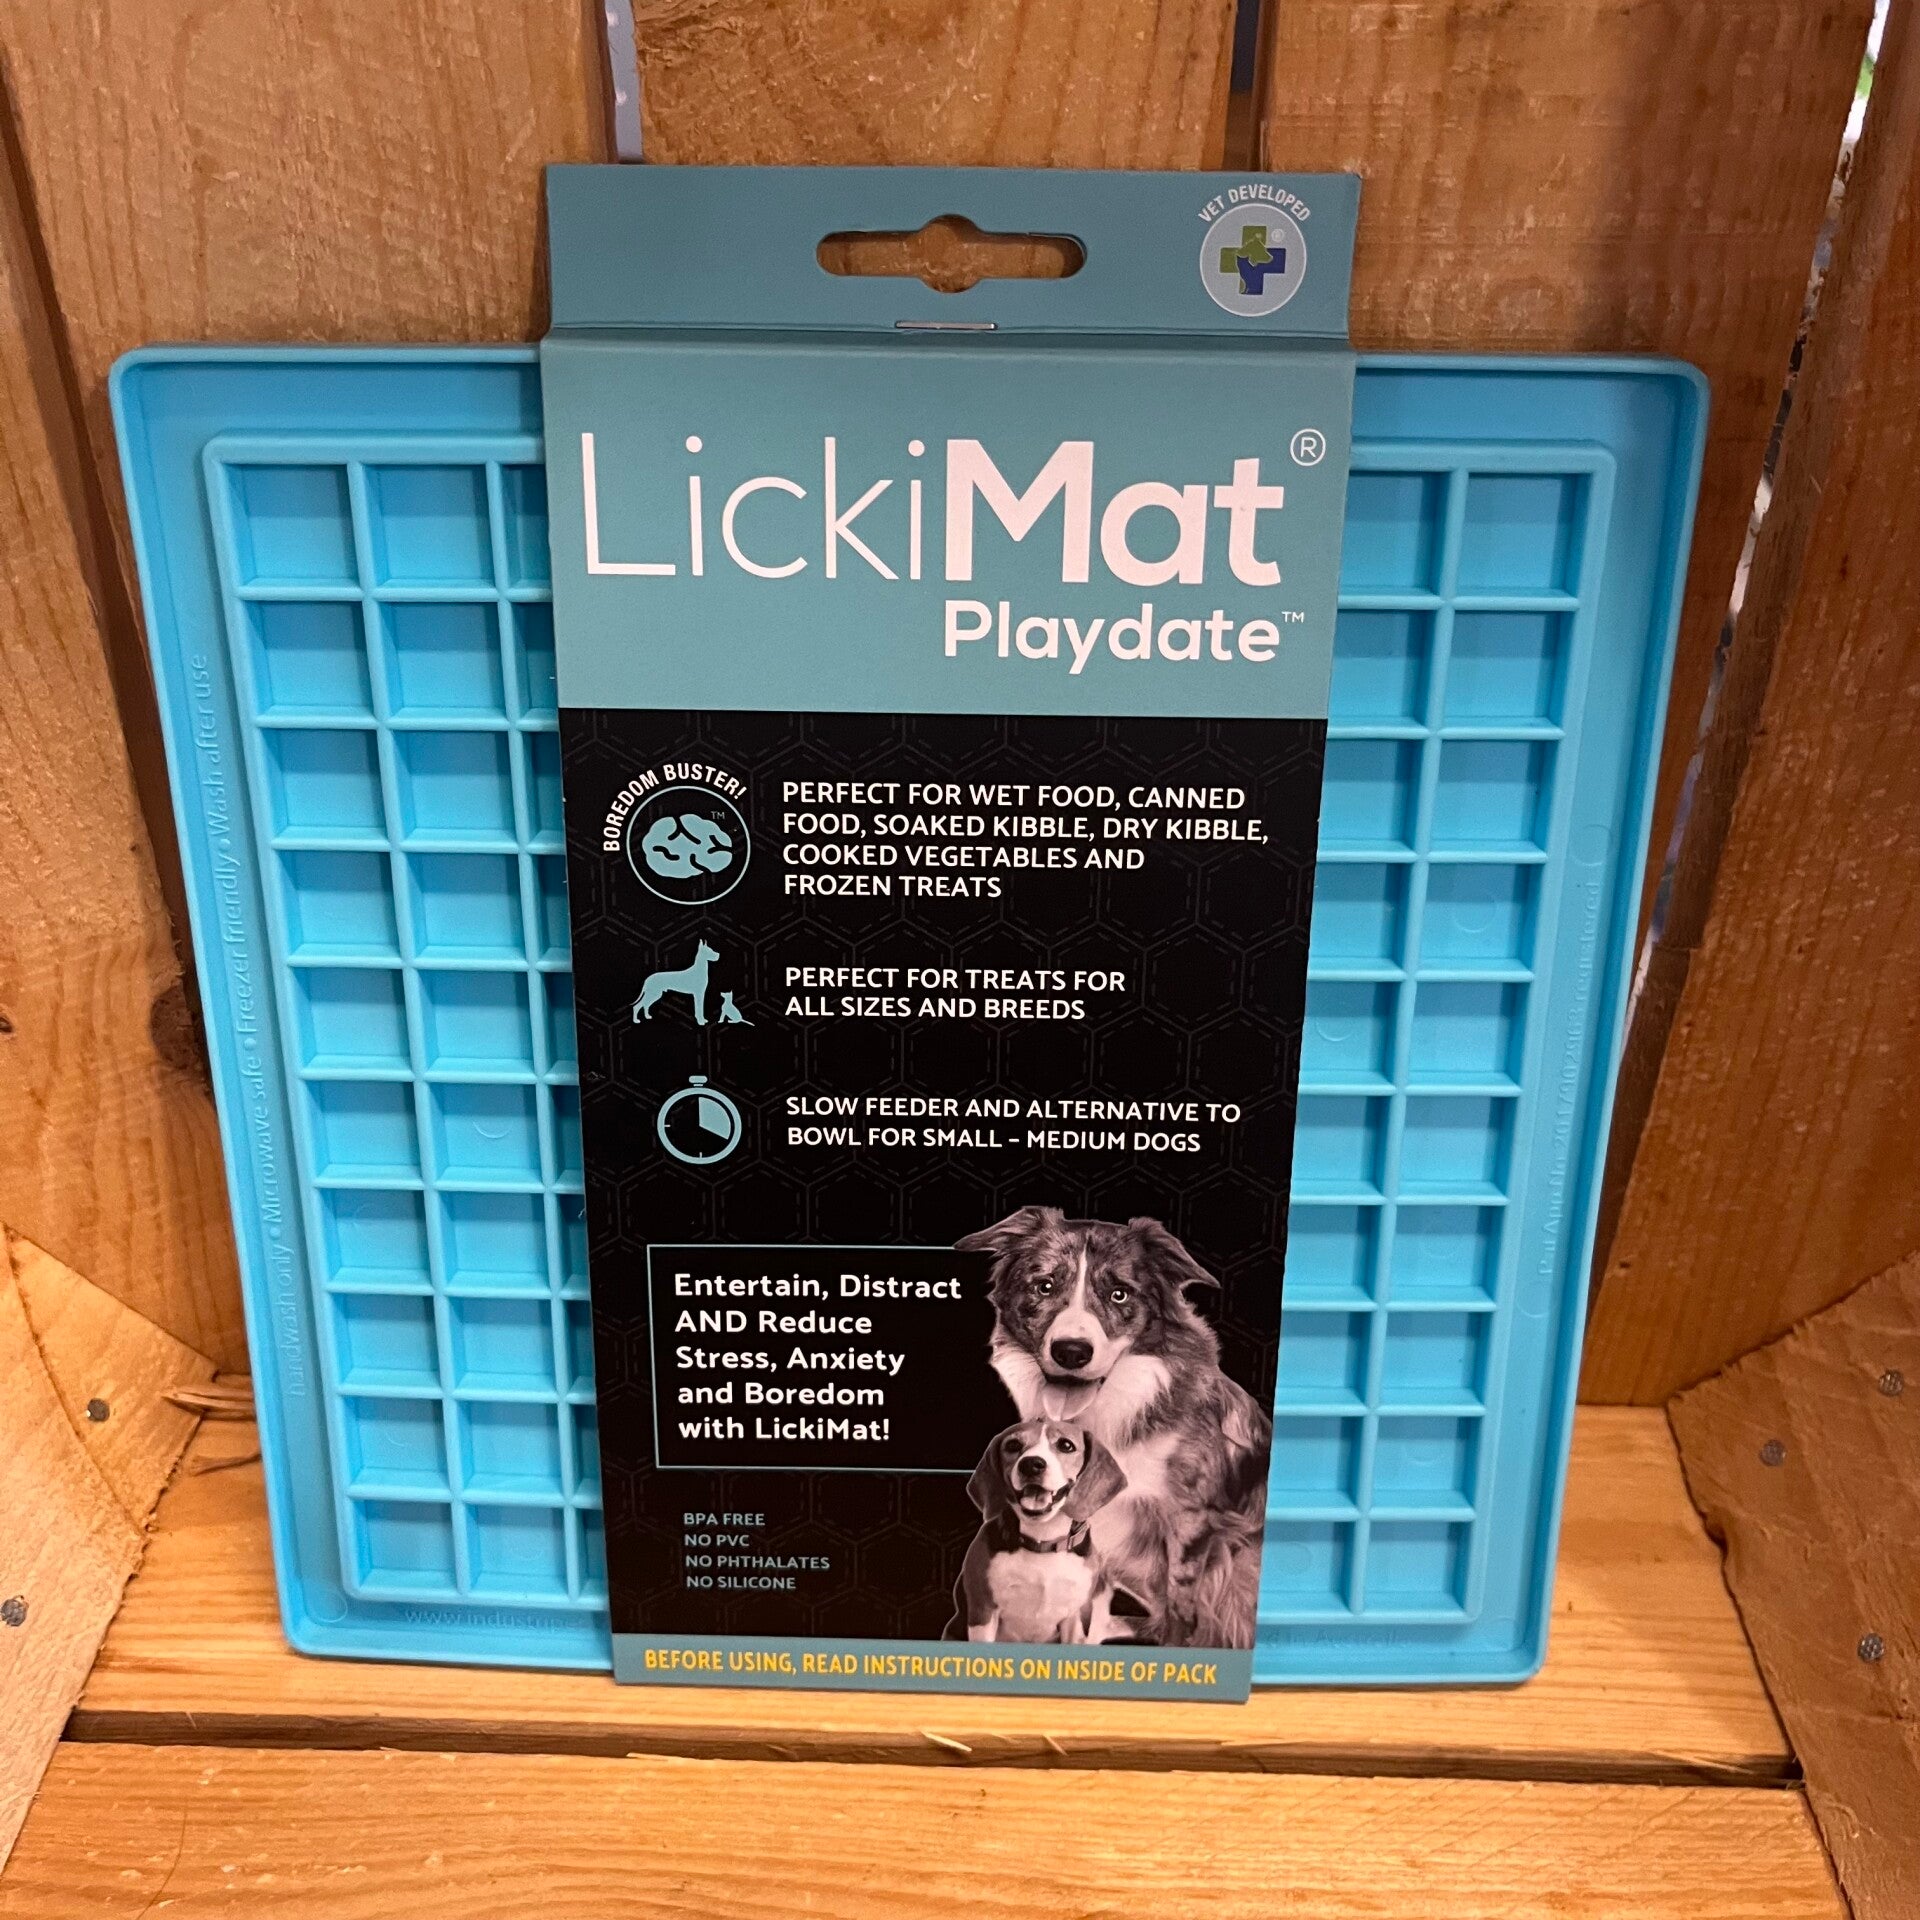 VET DEVELOPED
®
LickiMat®
Playdate™
BOREDOM BUSTER!
TM
PERFECT FOR WET FOOD, CANNED
FOOD, SOAKED KIBBLE, DRY KIBBLE,
COOKED VEGETABLES AND
FROZEN TREATS
PERFECT FOR TREATS FOR
ALL SIZES AND BREEDS
SLOW FEEDER AND ALTERNATIVE TO
BOWL FOR SMALL – MEDIUM DOGS
Entertain, Distract
AND Reduce
Stress, Anxiety
and Boredom
with LickiMat!
BPA FREE
NO PVC
NO PHTHALATES
NO SILICONE
BEFORE USING, READ INSTRUCTIONS ON INSIDE OF PACK
handwash only • Microwave safe • Freezer friendly • Wash after use
www.industripe